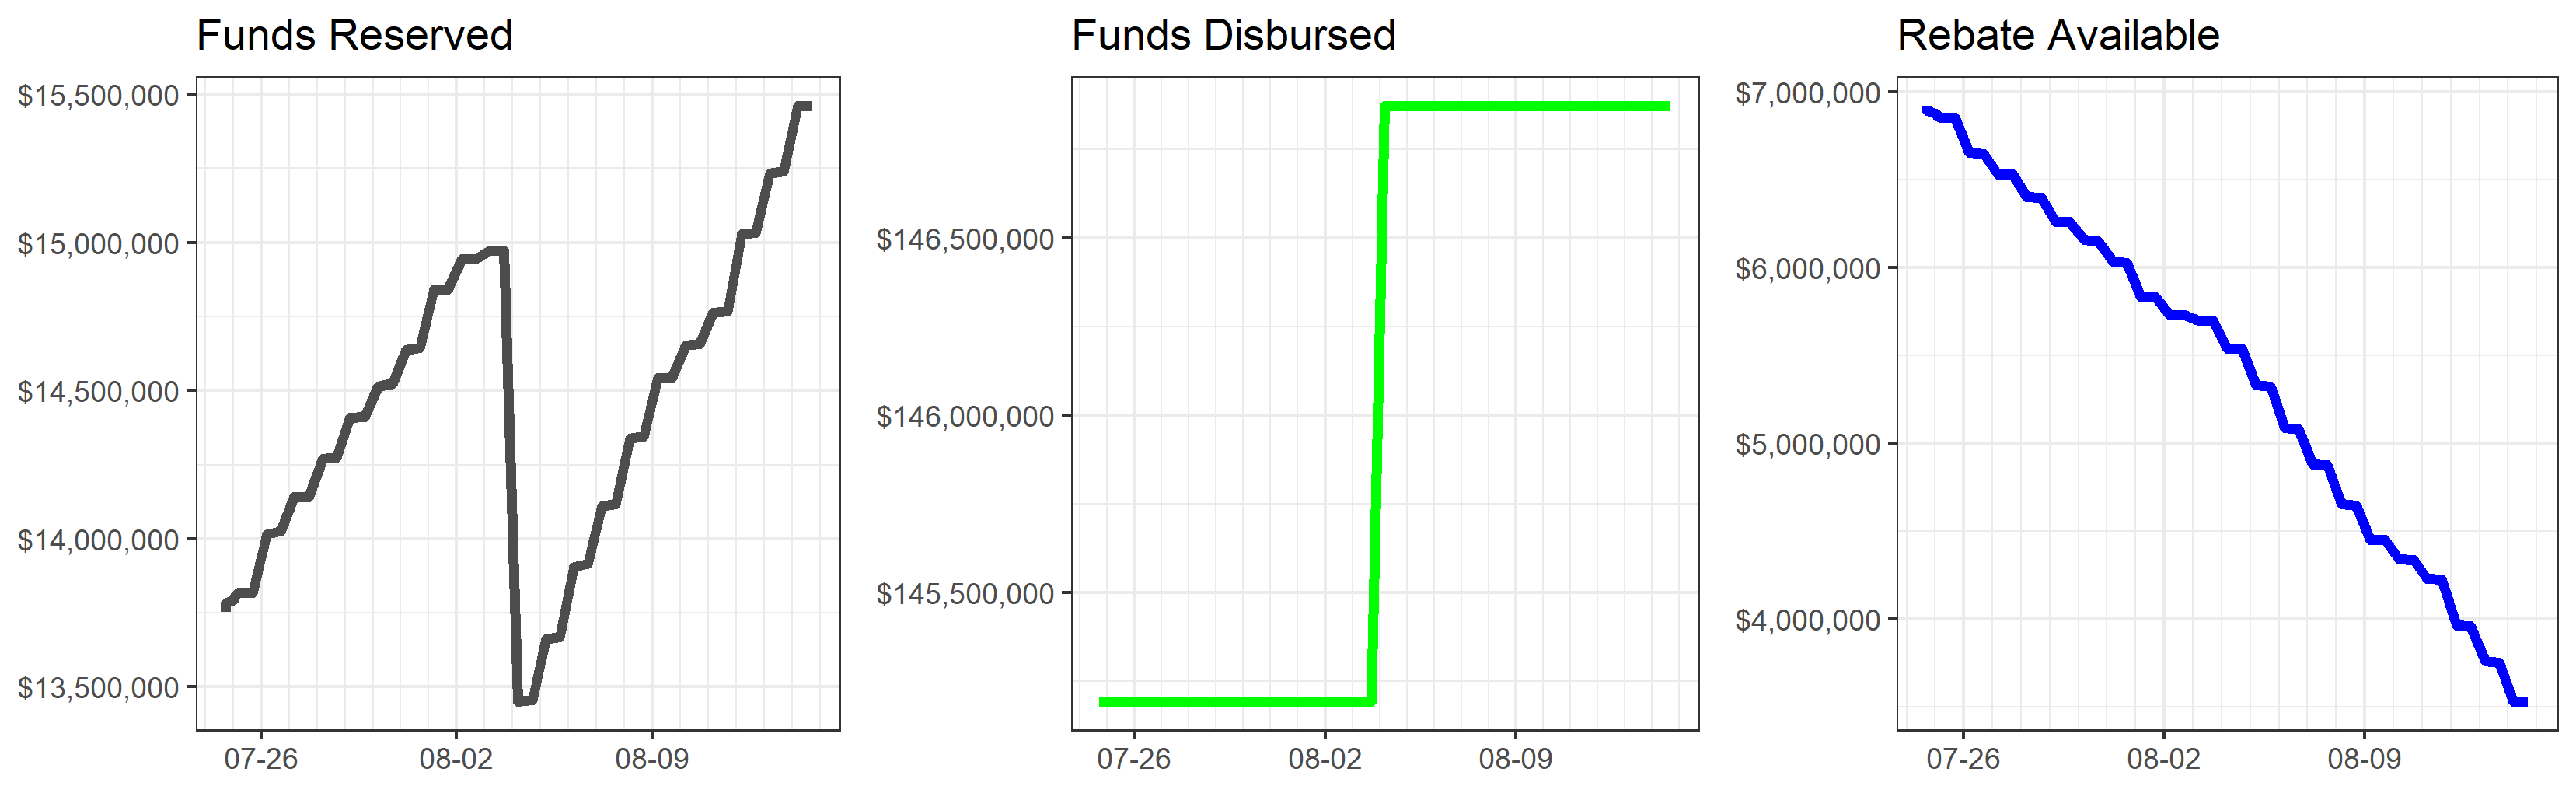 Funds Reserved
$15,500,000
$15,000,000
$14,500,000
$14,000,000
$13,500,000
07-26 08-02 08-09
Funds Disbursed
$146,500,000
$146,000,000
$145,500,000
07-26 08-02 08-09
Rebate Available
$7,000,000
$6,000,000
$5,000,000
$4,000,000
07-26 08-02 08-09